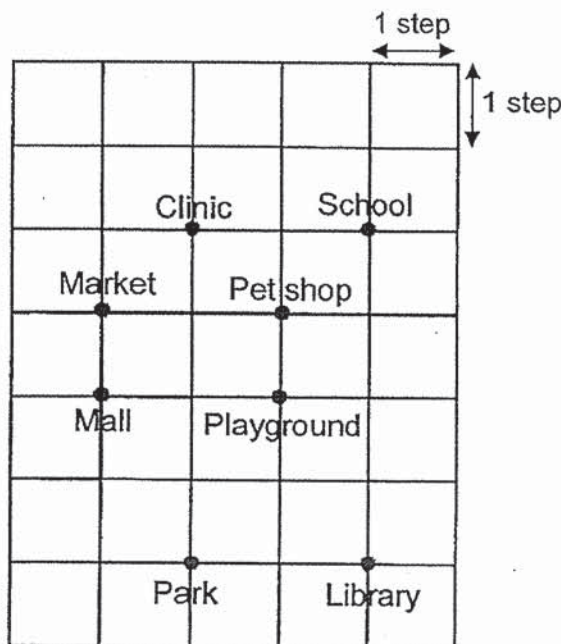 1 step
1 step
Clinic
School
Market
Pet shop
Mall
Playground
Park
Library